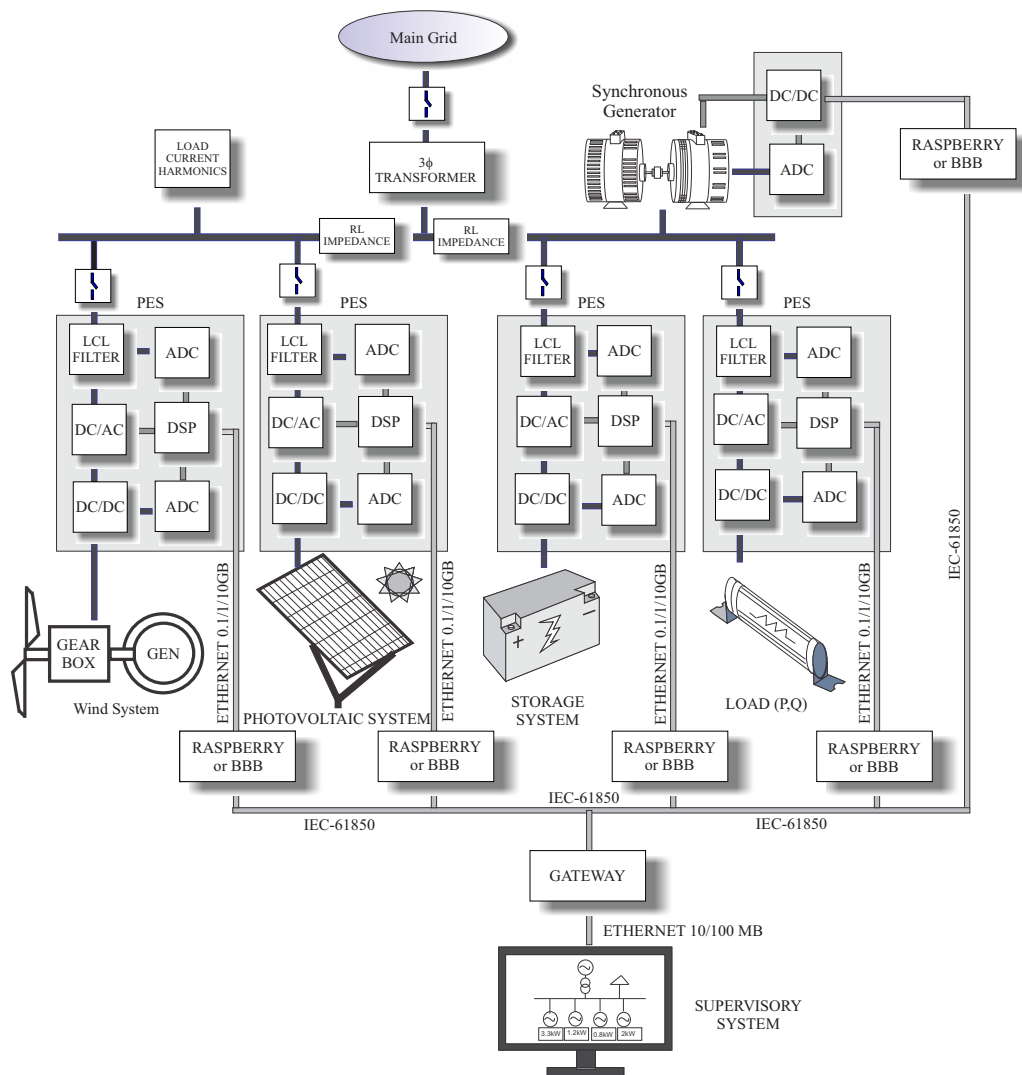 Main Grid
Synchronous
Generator
DC/DC
ADC
RASPBERRY
or BBB
LOAD
CURRENT
HARMONICS
3ϕ
TRANSFORMER
RL
IMPEDANCE
RL
IMPEDANCE
PES
PES
PES
PES
LCL
FILTER
ADC
DC/AC
DSP
DC/DC
ADC
LCL
FILTER
ADC
DC/AC
DSP
DC/DC
ADC
LCL
FILTER
ADC
DC/AC
DSP
DC/DC
ADC
LCL
FILTER
ADC
DC/AC
DSP
DC/DC
ADC
IEC-61850
ETHERNET 0.1/1/10GB
ETHERNET 0.1/1/10GB
ETHERNET 0.1/1/10GB
ETHERNET 0.1/1/10GB
GEAR
BOX
GEN
Wind System
PHOTOVOLTAIC SYSTEM
+
−
STORAGE
SYSTEM
LOAD (P,Q)
RASPBERRY
or BBB
RASPBERRY
or BBB
RASPBERRY
or BBB
RASPBERRY
or BBB
IEC-61850
IEC-61850
IEC-61850
GATEWAY
ETHERNET 10/100 MB
3.3kW
1.2kW
0.8kW
2kW
SUPERVISORY
SYSTEM